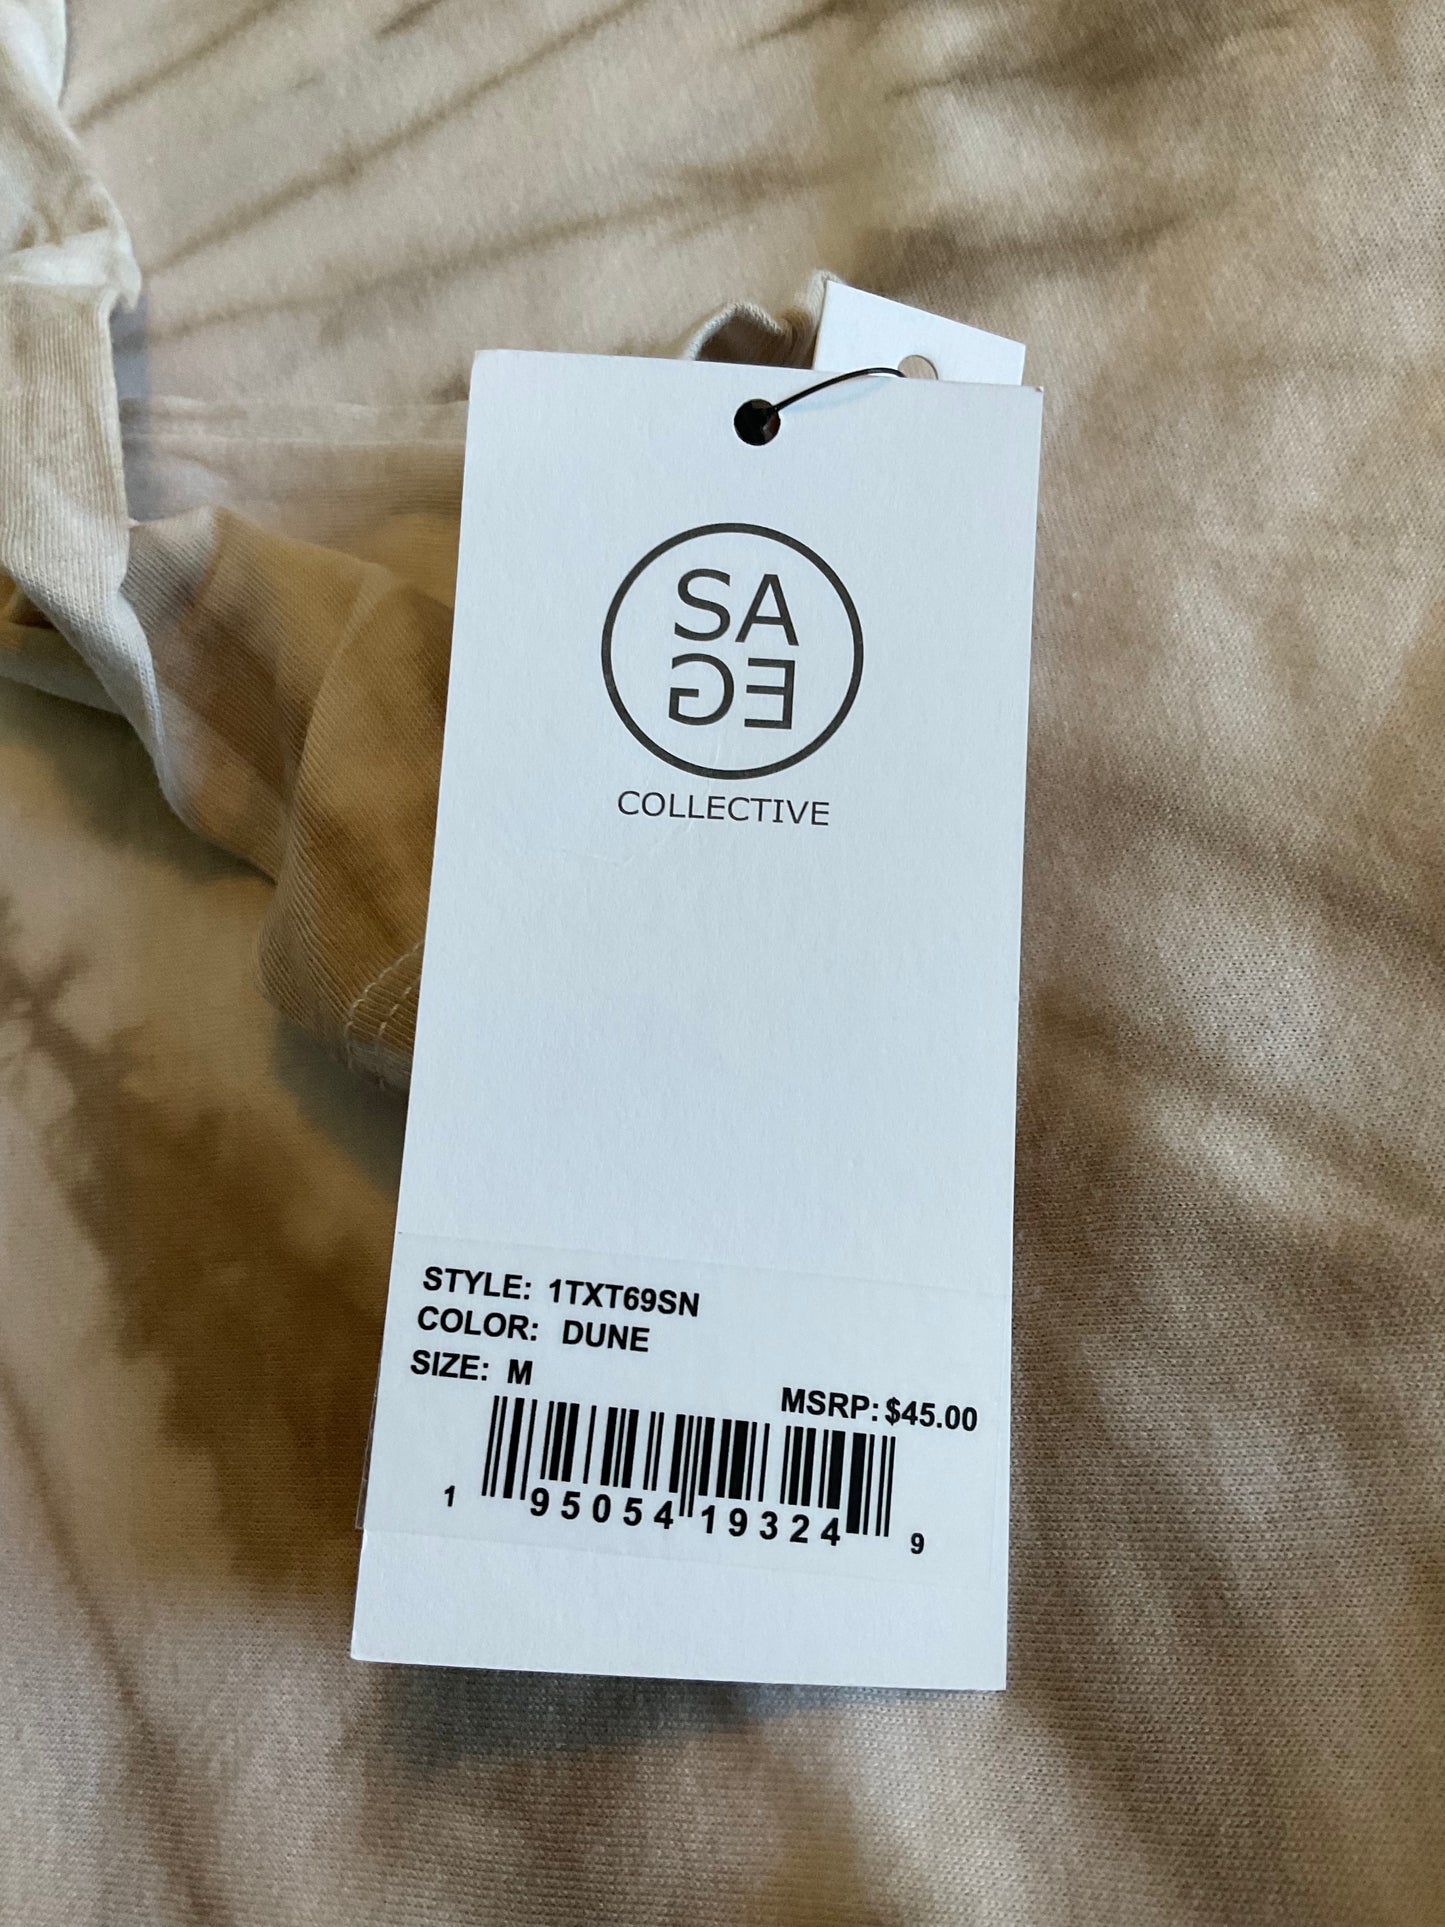 SA
GE
COLLECTIVE
STYLE: 1TXT69SN
COLOR: DUNE
SIZE: M
MSRP: $45.00
1 95054 19324 9